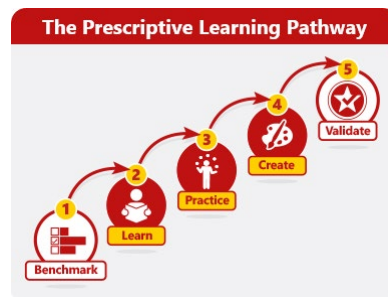 The Prescriptive Learning Pathway
1
Benchmark
2
Learn
3
Practice
4
Create
5
Validate